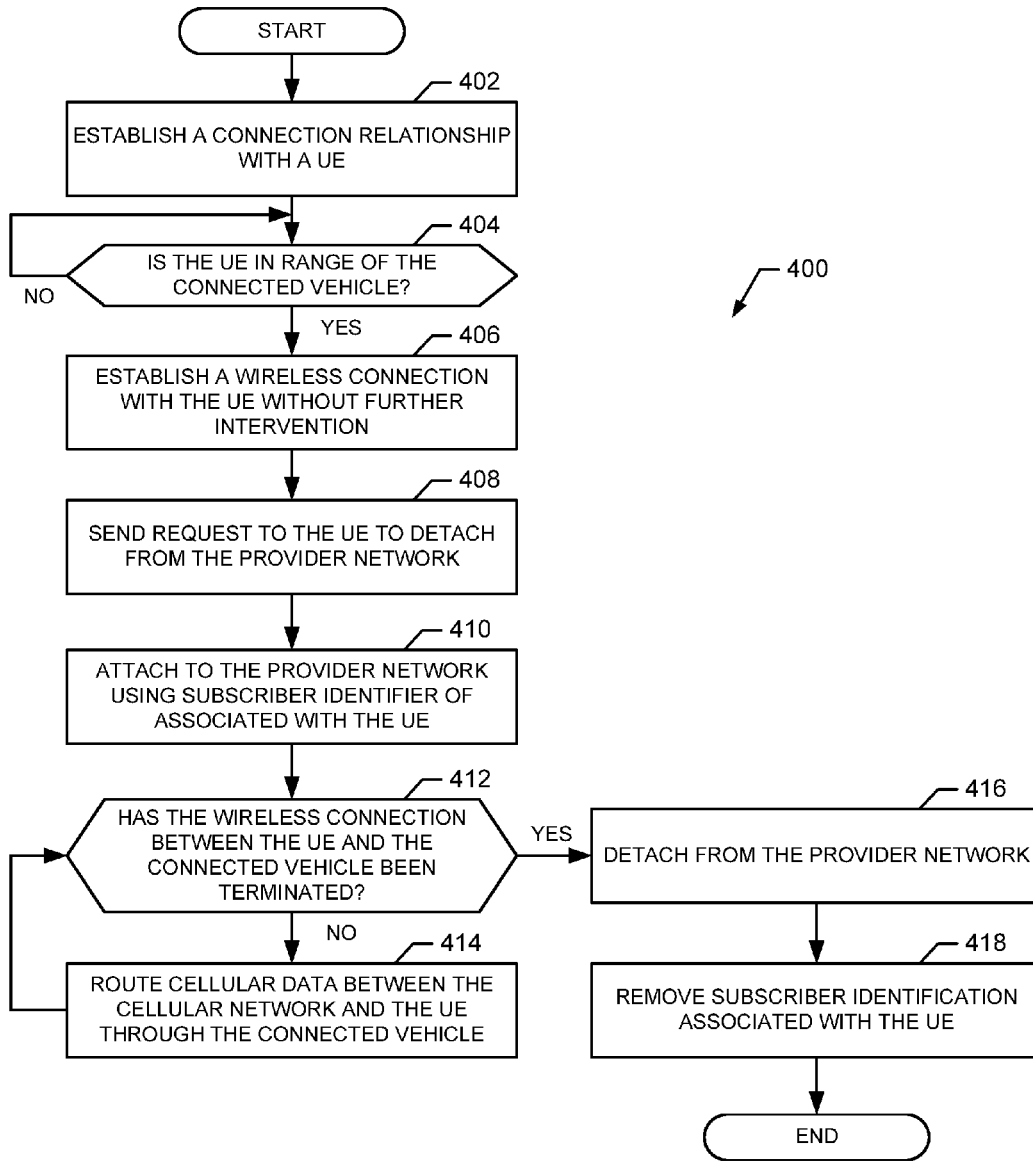 START
402
ESTABLISH A CONNECTION RELATIONSHIP
WITH A UE
404
IS THE UE IN RANGE OF THE
CONNECTED VEHICLE?
NO
YES
400
406
ESTABLISH A WIRELESS CONNECTION
WITH THE UE WITHOUT FURTHER
INTERVENTION
408
SEND REQUEST TO THE UE TO DETACH
FROM THE PROVIDER NETWORK
410
ATTACH TO THE PROVIDER NETWORK
USING SUBSCRIBER IDENTIFIER OF
ASSOCIATED WITH THE UE
412
HAS THE WIRELESS CONNECTION
BETWEEN THE UE AND THE
CONNECTED VEHICLE BEEN
TERMINATED?
YES
NO
414
ROUTE CELLULAR DATA BETWEEN THE
CELLULAR NETWORK AND THE UE
THROUGH THE CONNECTED VEHICLE
416
DETACH FROM THE PROVIDER NETWORK
418
REMOVE SUBSCRIBER IDENTIFICATION
ASSOCIATED WITH THE UE
END